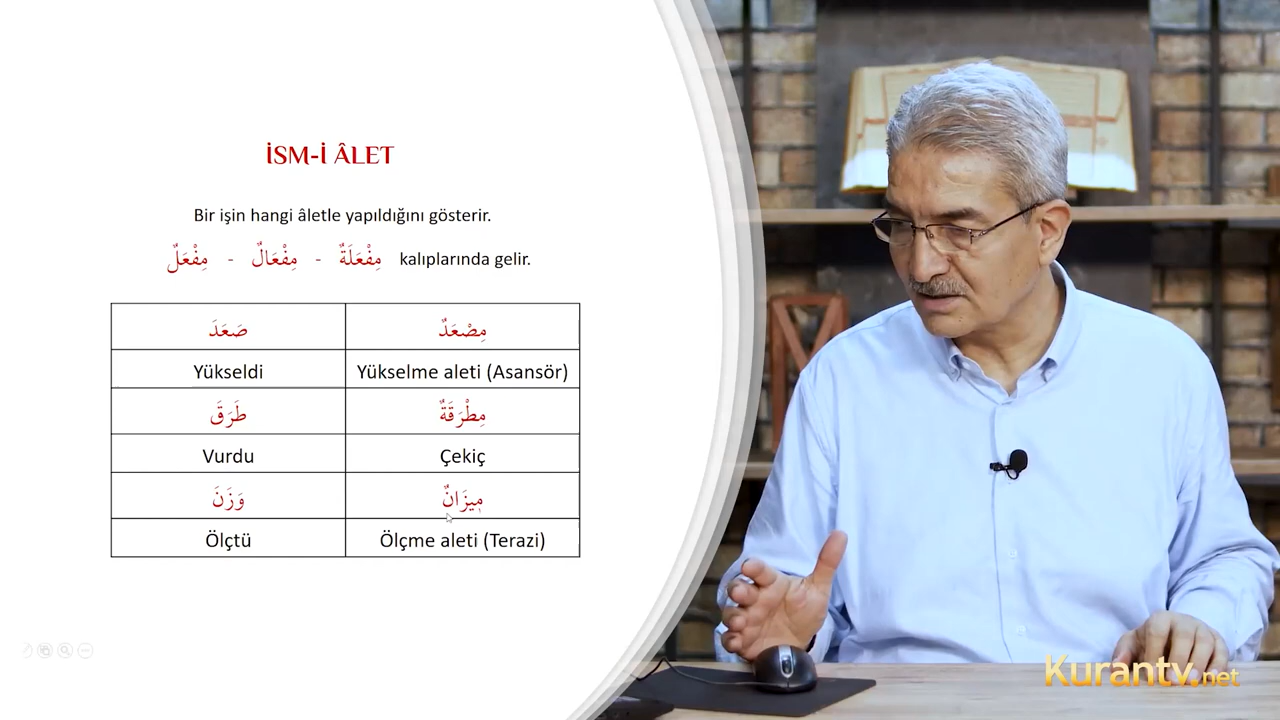 İSM-İ ÂLET
Bir işin hangi âletle yapıldığını gösterir.
مِفْعَلٌ - مِفْعَالٌ - مِفْعَلَةٌ kalıplarında gelir.
صَعَدَ مِصْعَدٌ
Yükseldi Yükselme aleti (Asansör)
طَرَقَ مِطْرَقَةٌ
Vurdu Çekiç
وَزَنَ مِيزَانٌ
Ölçtü Ölçme aleti (Terazi)
Kurantv.net